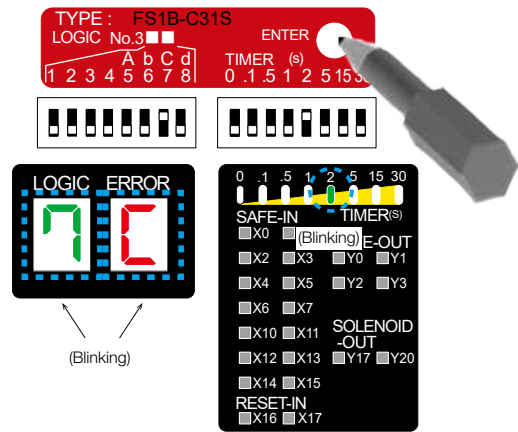 TYPE : FS1B-C31S
LOGIC No.3■■ ENTER
A b C d TIMER (s)
1 2 3 4 5 6 7 8 0 .1 .5 1 2 5 15 30
LOGIC ERROR
7 C
(Blinking)
0 .1 .5 1 2 5 15 30
SAFE-IN TIMER(S)
(Blinking) E-OUT
X0 Y0 Y1
X2 X3 Y2 Y3
X4 X5
X6 X7
X10 X11 SOLENOID
-OUT
X12 X13 Y17 Y20
X14 X15
RESET-IN
X16 X17